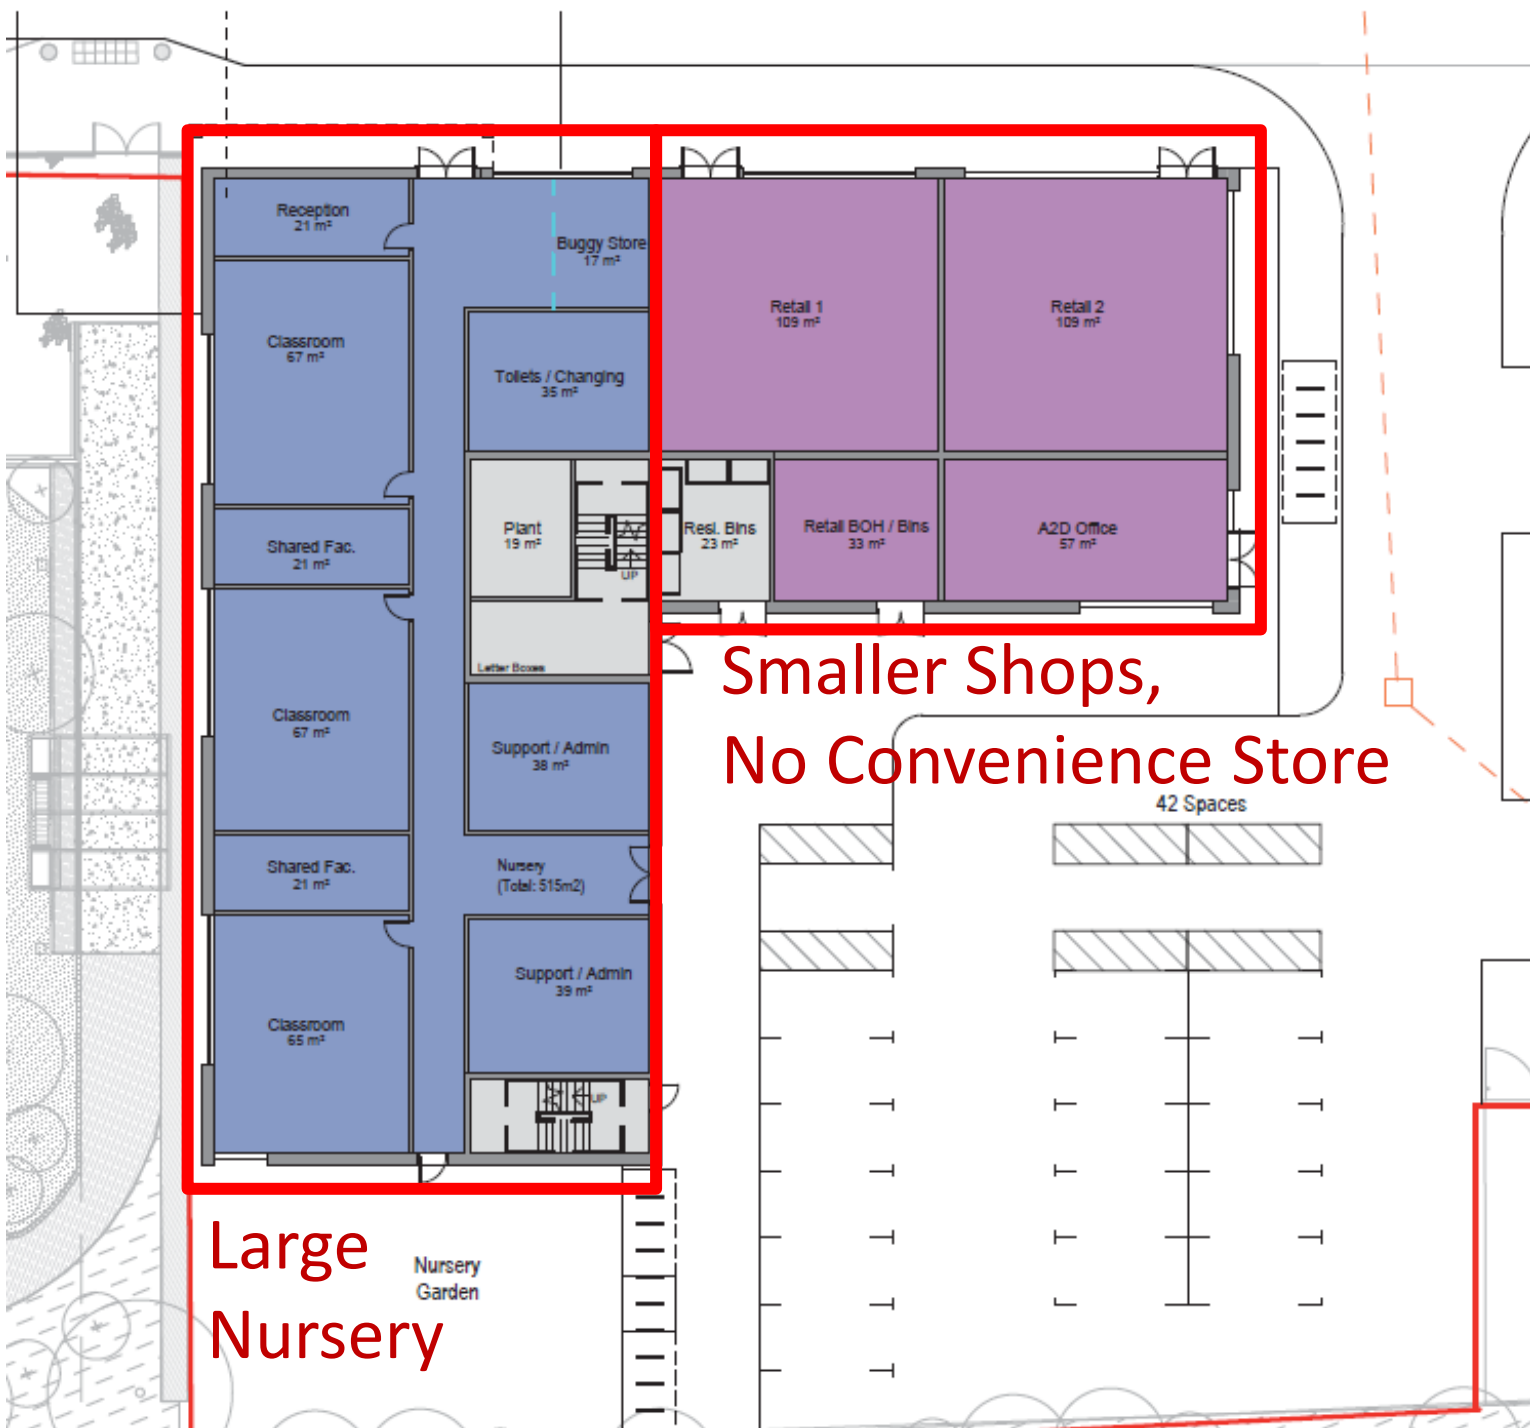 Reception
21 m²
Buggy Store
17 m²
Classroom
67 m²
Toilets / Changing
35 m²
Retail 1
109 m²
Retail 2
109 m²
Plant
19 m²
UP
Resi. Bins
23 m²
Retail BOH / Bins
33 m²
A2D Office
57 m²
Shared Fac.
21 m²
Letter Boxes
Smaller Shops,
No Convenience Store
42 Spaces
Classroom
67 m²
Support / Admin
38 m²
Shared Fac.
21 m²
Nursery
(Total: 515m2)
Support / Admin
39 m²
Classroom
65 m²
UP
Large
Nursery
Nursery
Garden